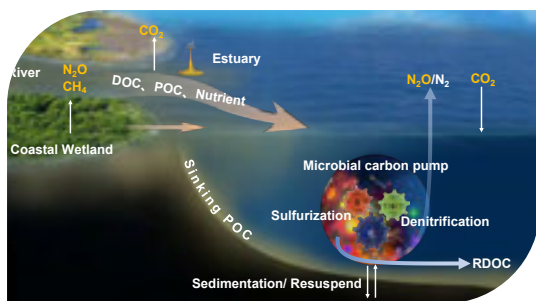 CO₂
Estuary
River
N₂O
CH₄
DOC、POC、Nutrient
N₂O/N₂
CO₂
Coastal Wetland
Sinking POC
Microbial carbon pump
Sulfurization
Denitrification
RDOC
Sedimentation/ Resuspend